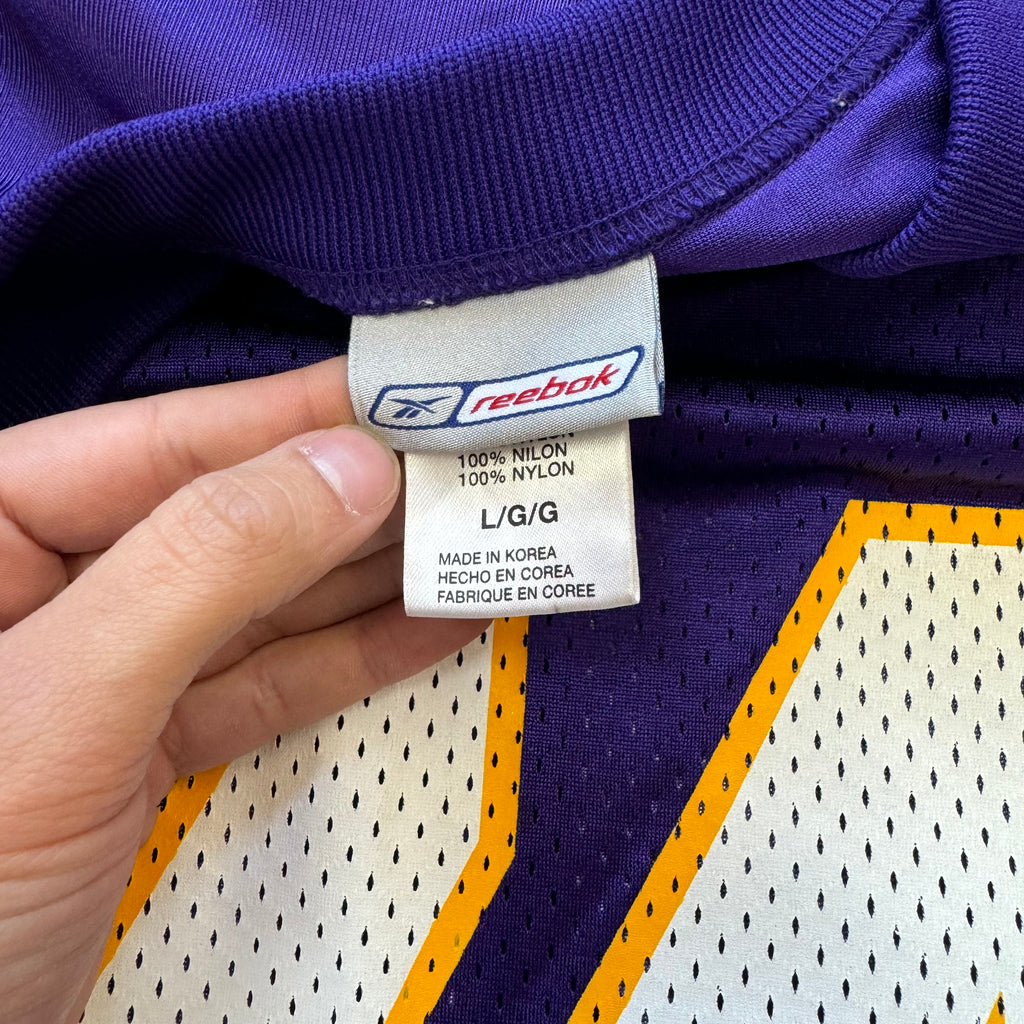 reebok
100% NILON
100% NYLON
L/G/G
MADE IN KOREA
HECHO EN COREA
FABRIQUE EN COREE